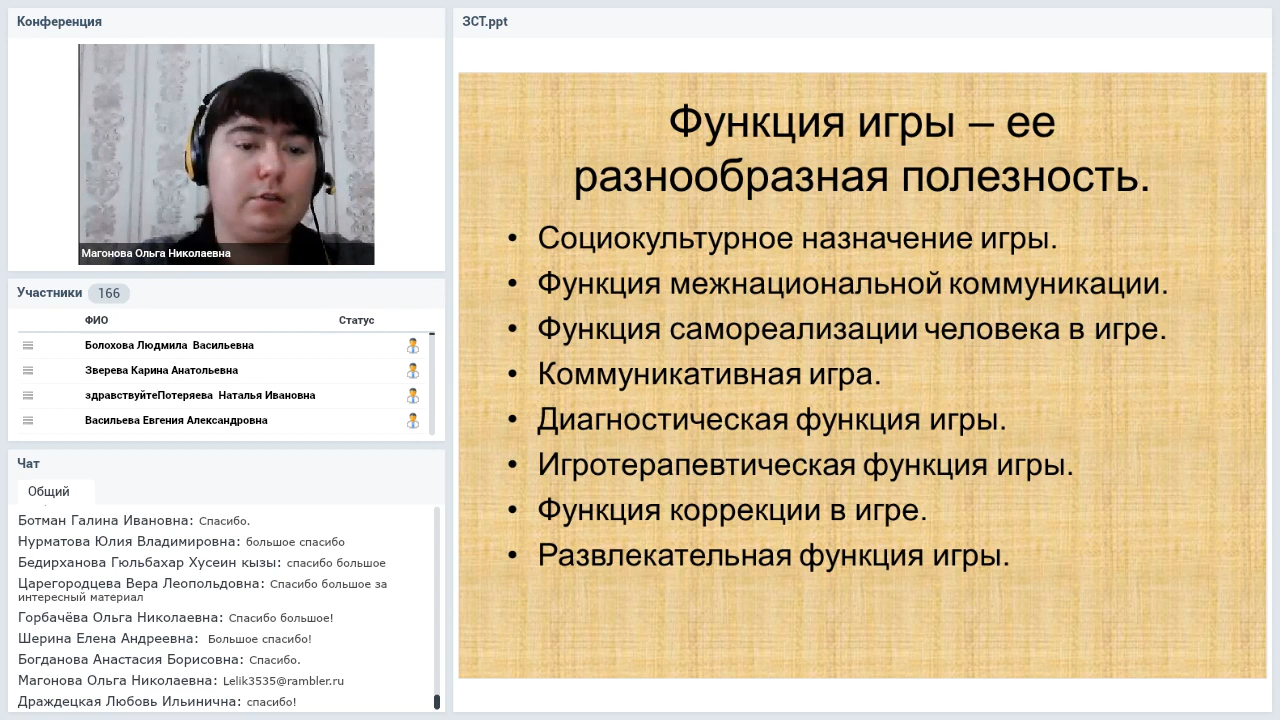 Конференция
Магонова Ольга Николаевна
Участники 166
ФИО Статус
Болохова Людмила Васильевна
Зверева Карина Анатольевна
здравствуйтеПотеряева Наталья Ивановна
Васильева Евгения Александровна
Чат
Общий
Ботман Галина Ивановна: Спасибо.
Нурматова Юлия Владимировна: большое спасибо
Бедирханова Гюльбахар Хусеин кызы: спасибо большое
Царегородцева Вера Леопольдовна: Спасибо большое за
интересный материал
Горбачёва Ольга Николаевна: Спасибо большое!
Шерина Елена Андреевна: Большое спасибо!
Богданова Анастасия Борисовна: Спасибо.
Магонова Ольга Николаевна: Lelik3535@rambler.ru
Драждецкая Любовь Ильинична: спасибо!
ЗСТ.ppt
Функция игры – ее
разнообразная полезность.
• Социокультурное назначение игры.
• Функция межнациональной коммуникации.
• Функция самореализации человека в игре.
• Коммуникативная игра.
• Диагностическая функция игры.
• Игротерапевтическая функция игры.
• Функция коррекции в игре.
• Развлекательная функция игры.